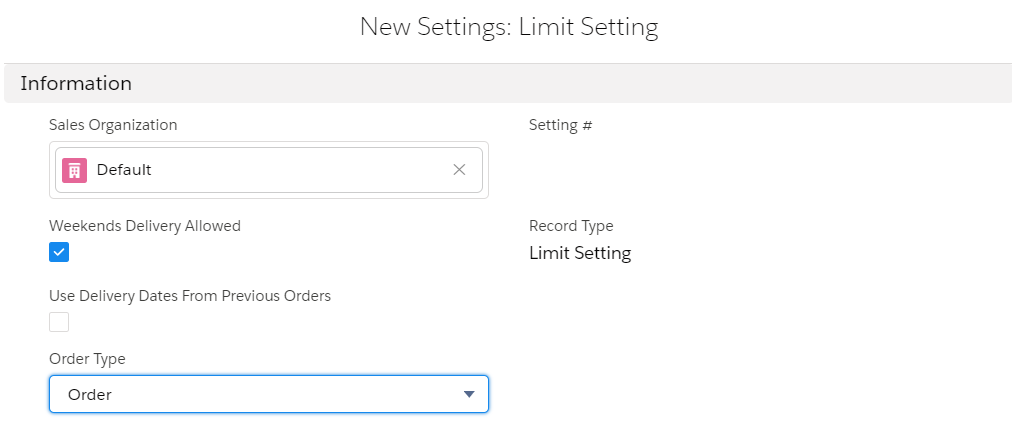 New Settings: Limit Setting
Information
Sales Organization
Default
Setting #
Weekends Delivery Allowed
Record Type
Limit Setting
Use Delivery Dates From Previous Orders
Order Type
Order